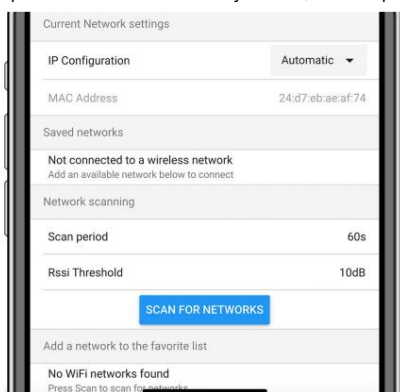 Current Network settings
IP Configuration Automatic
MAC Address 24:d7:eb:ae:af:74
Saved networks
Not connected to a wireless network
Add an available network below to connect
Network scanning
Scan period 60s
Rssi Threshold 10dB
SCAN FOR NETWORKS
Add a network to the favorite list
No WiFi networks found
Press Scan to scan for networks